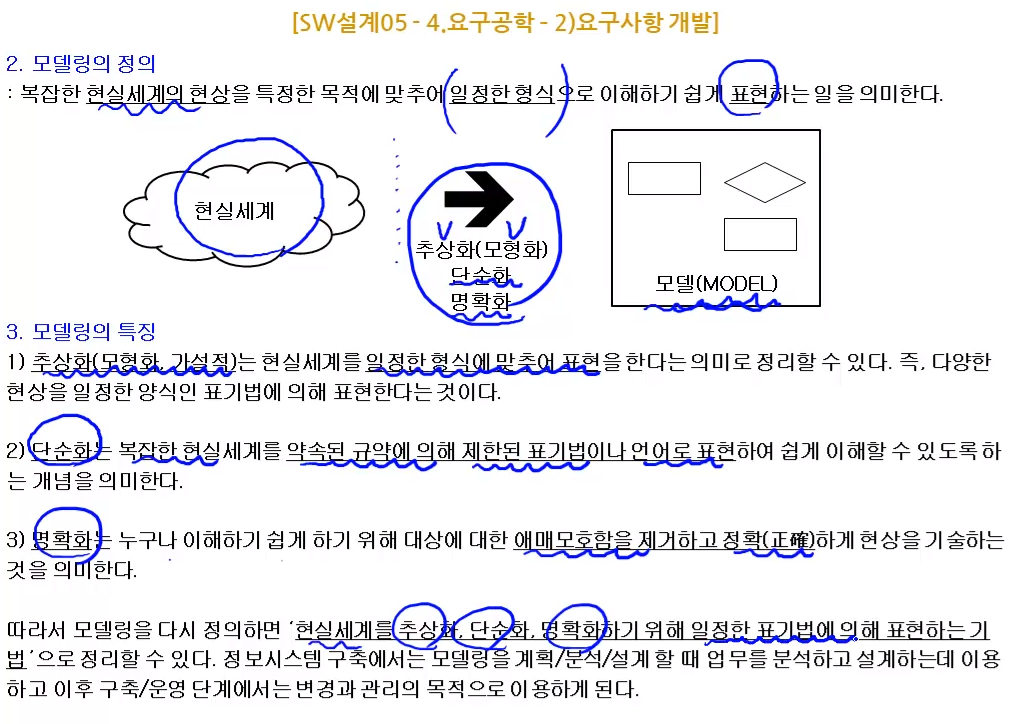 [SW설계05 - 4.요구공학 - 2)요구사항 개발]
2. 모델링의 정의
: 복잡한 현실세계의 현상을 특정한 목적에 맞추어 일정한 형식으로 이해하기 쉽게 표현하는 일을 의미한다.
현실세계
추상화(모형화)
단순화
명확화
모델(MODEL)
3. 모델링의 특징
1) 추상화(모형화, 가설적)는 현실세계를 일정한 형식에 맞추어 표현을 한다는 의미로 정리할 수 있다. 즉, 다양한
현상을 일정한 양식인 표기법에 의해 표현한다는 것이다.
2) 단순화는 복잡한 현실세계를 약속된 규약에 의해 제한된 표기법이나 언어로 표현하여 쉽게 이해할 수 있도록 하
는 개념을 의미한다.
3) 명확화는 누구나 이해하기 쉽게 하기 위해 대상에 대한 애매모호함을 제거하고 정확(正確)하게 현상을 기술하는
것을 의미한다.
따라서 모델링을 다시 정의하면 '현실세계를 추상화, 단순화, 명확화하기 위해 일정한 표기법에 의해 표현하는 기
법'으로 정리할 수 있다. 정보시스템 구축에서는 모델링을 계획/분석/설계 할 때 업무를 분석하고 설계하는데 이용
하고 이후 구축/운영 단계에서는 변경과 관리의 목적으로 이용하게 된다.